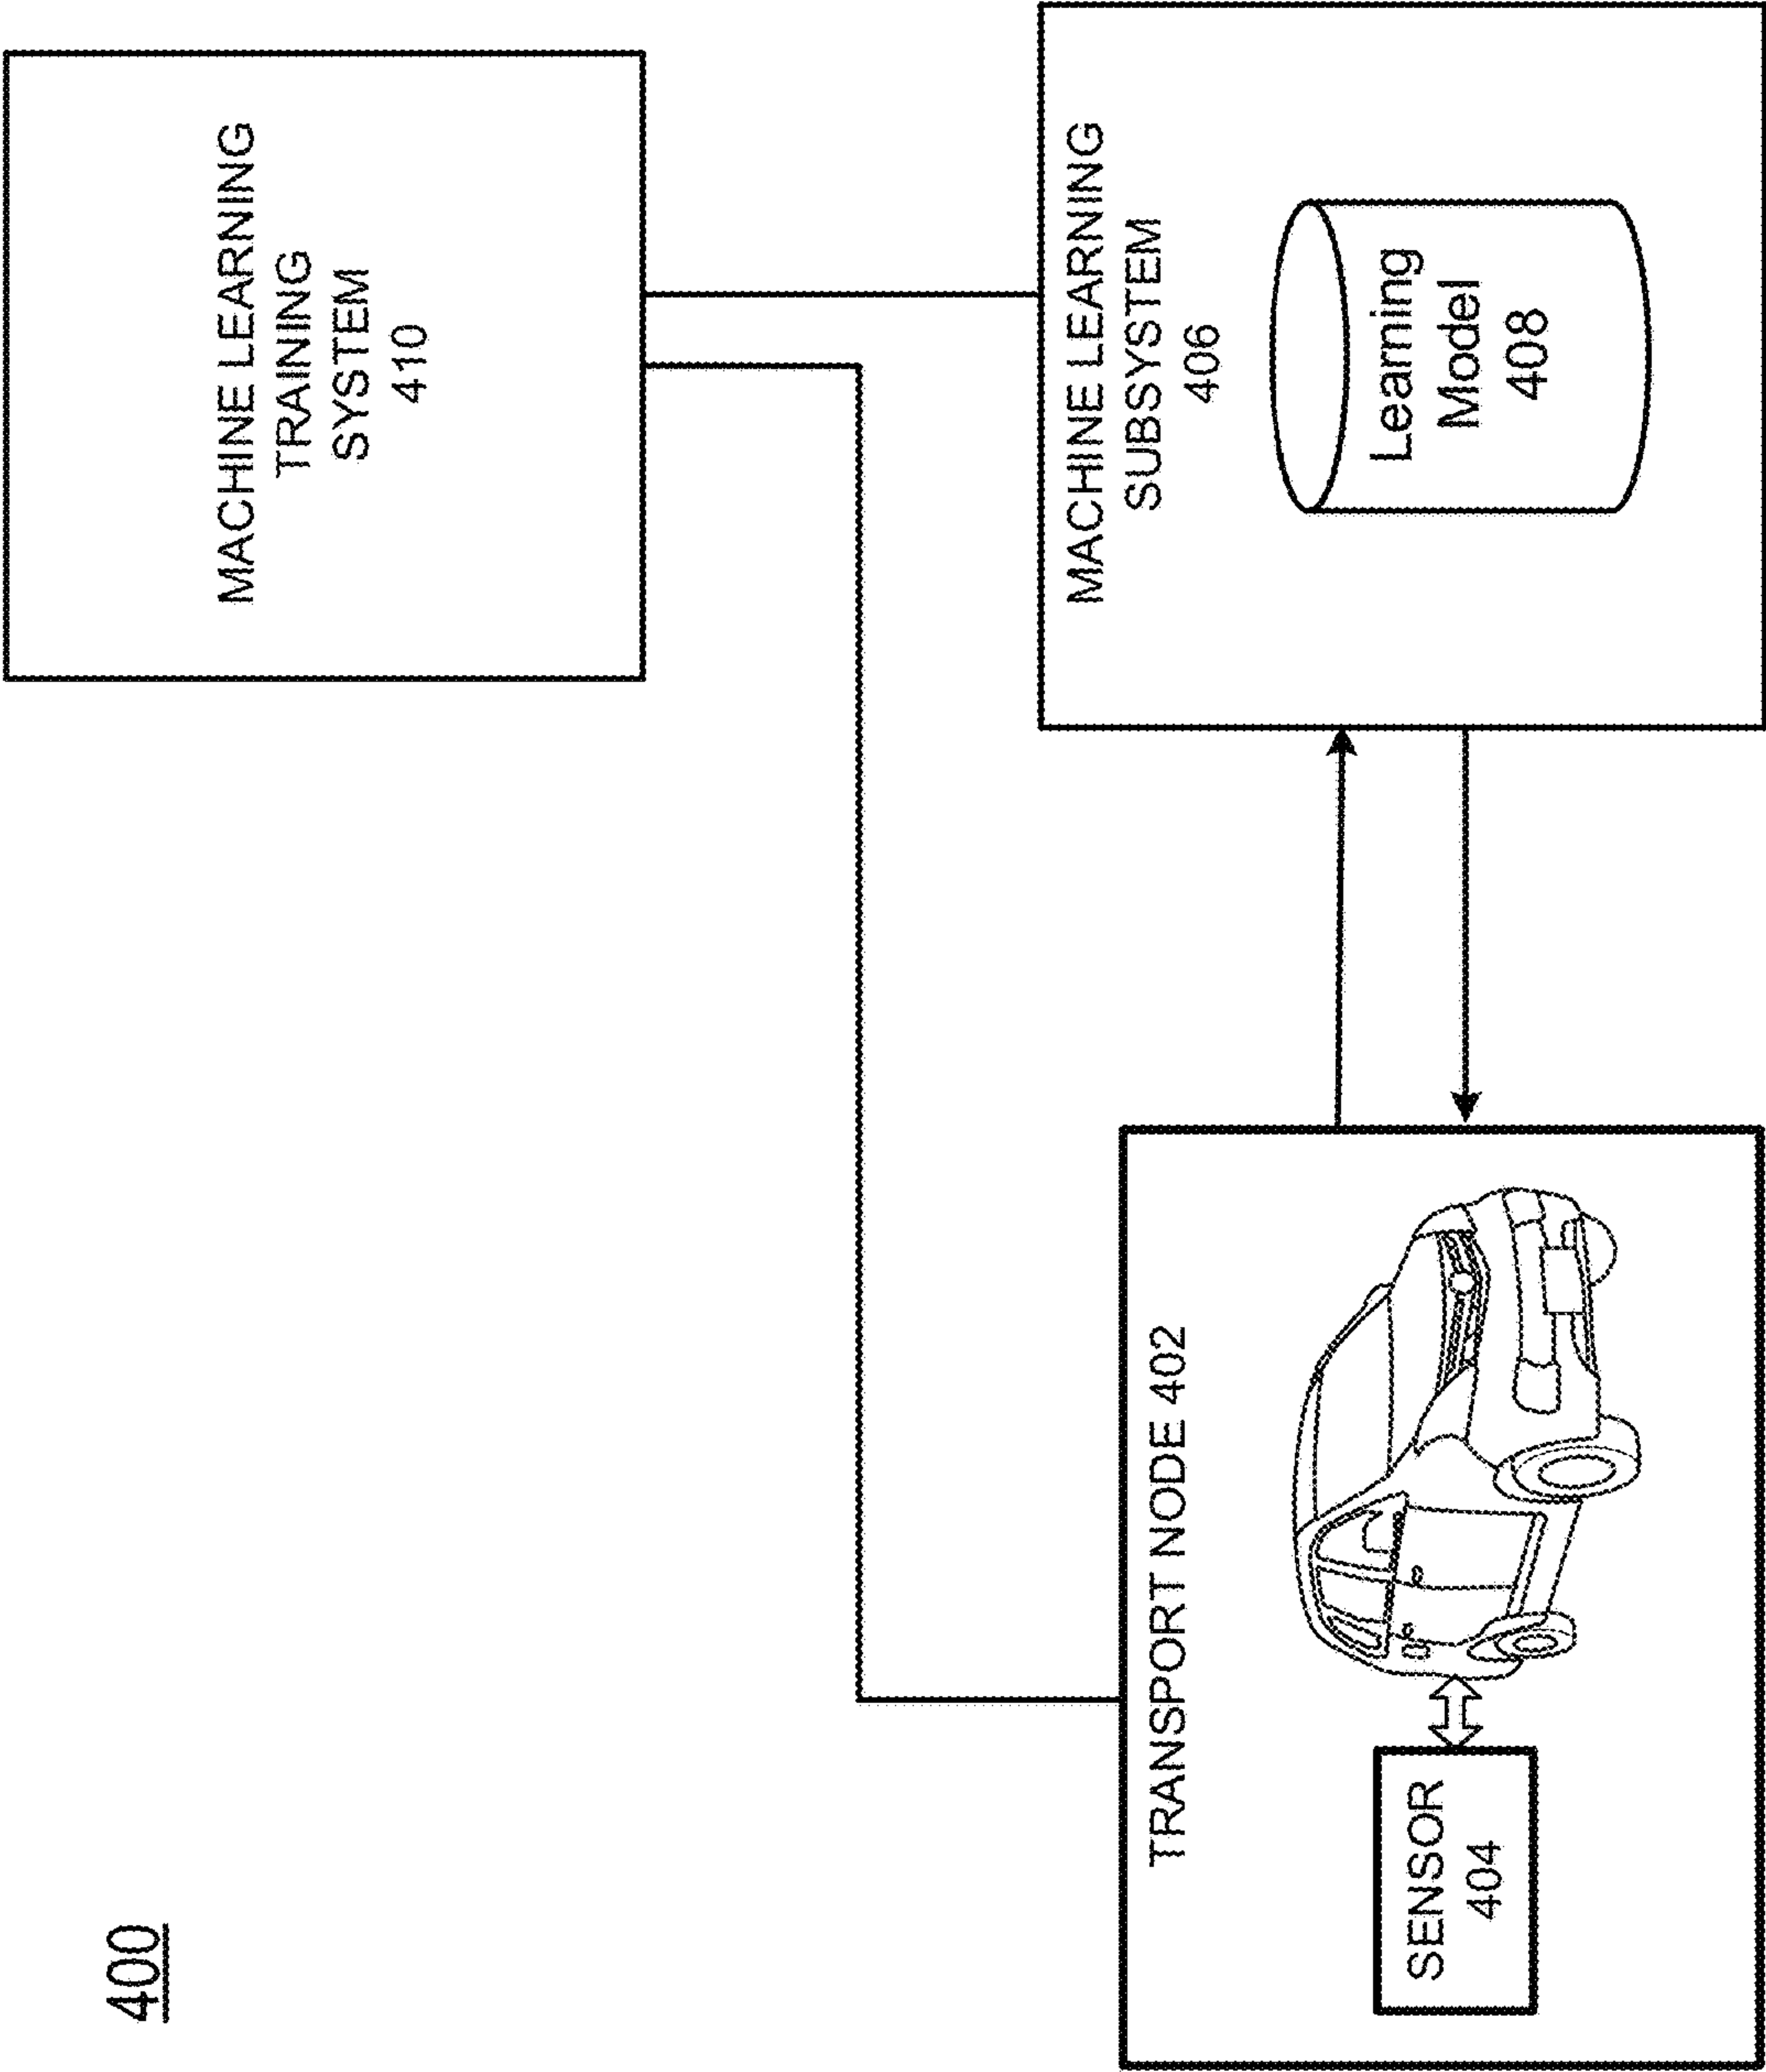 400
MACHINE LEARNING
TRAINING
SYSTEM
410
TRANSPORT NODE 402
SENSOR
404
MACHINE LEARNING
SUBSYSTEM
406
Learning
Model
408